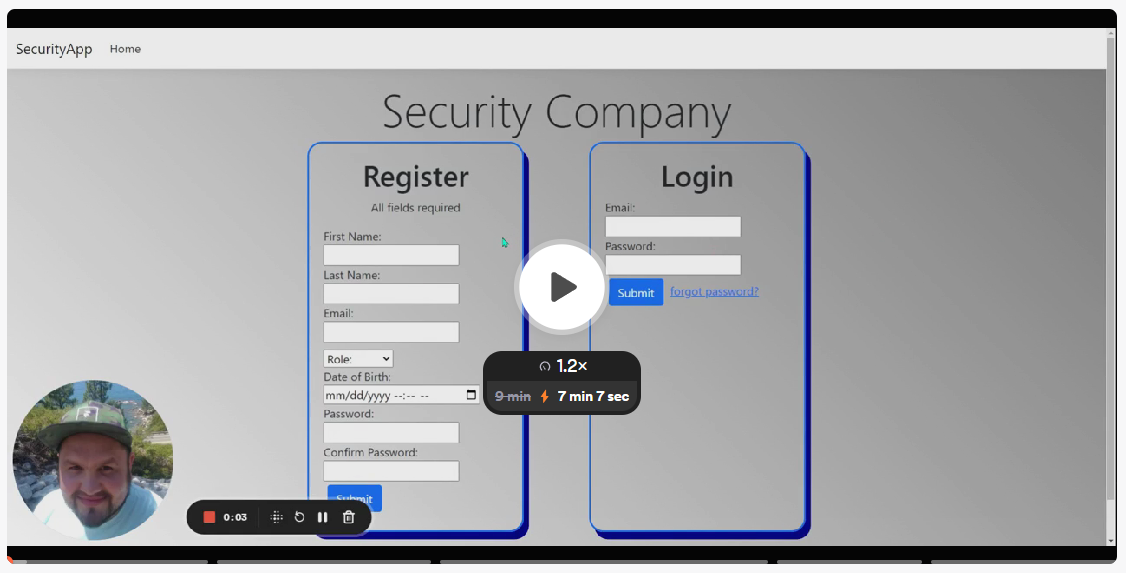 SecurityApp Home
Security Company
Register
All fields required
First Name:
Last Name:
Email:
Role:
Date of Birth:
mm/dd/yyyy --:-- --
Password:
Confirm Password:
Submit
Login
Email:
Password:
Submit forgot password?
1.2×
9 min 7 min 7 sec
0:03